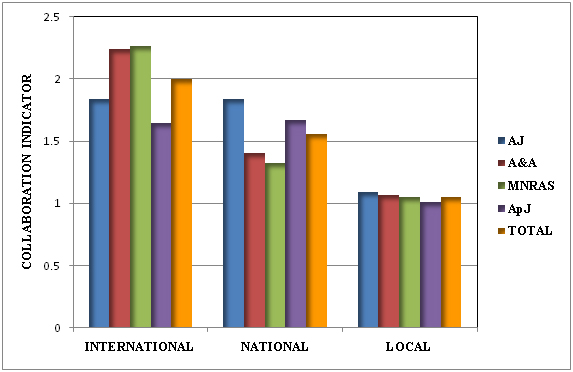 2.5
2
1.5
1
0.5
0
COLLABORATION INDICATOR
INTERNATIONAL
NATIONAL
LOCAL
AJ
A&A
MNRAS
ApJ
TOTAL